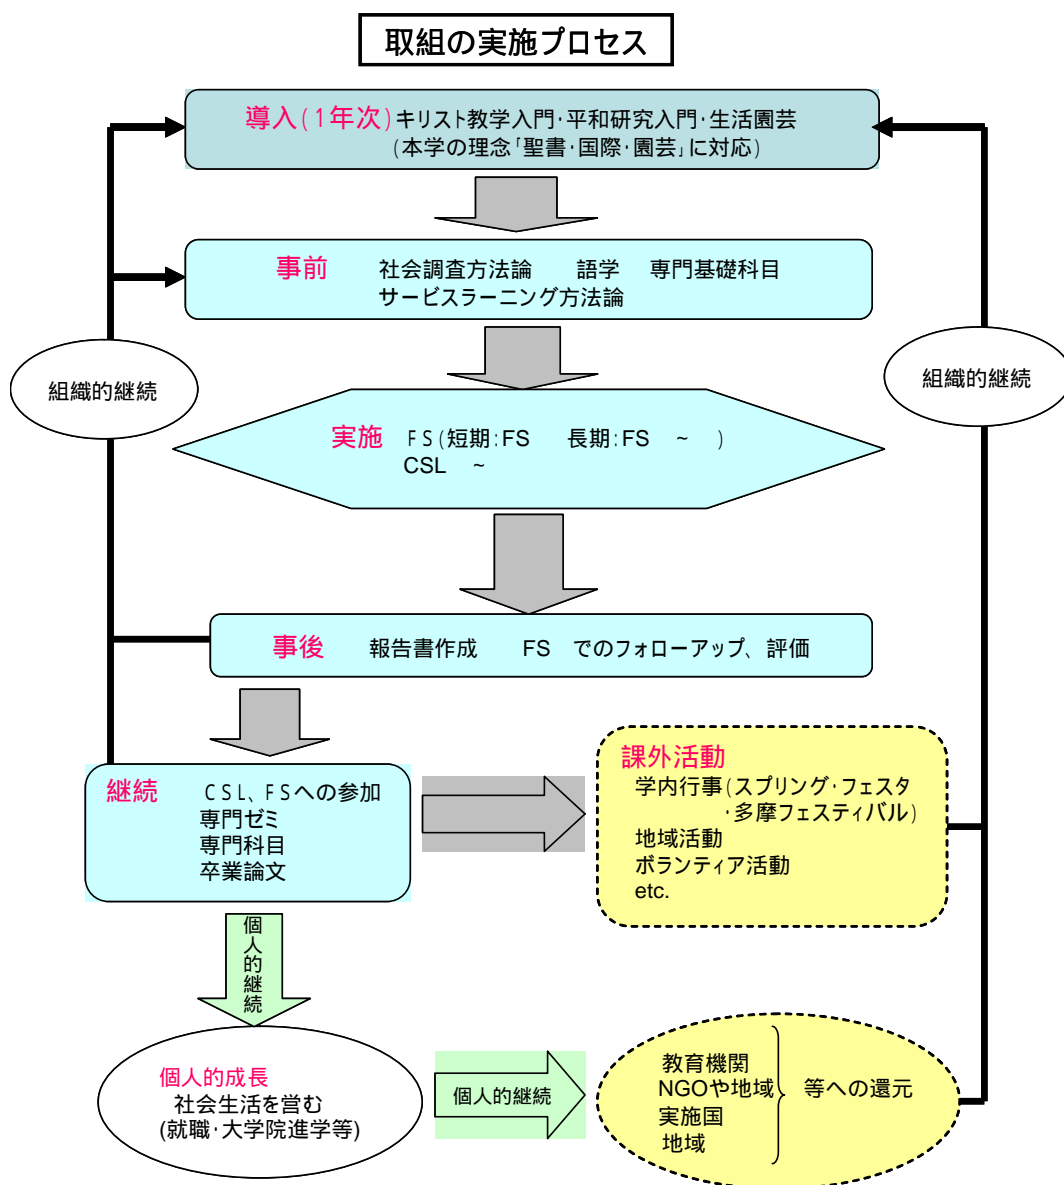 取組の実施プロセス
導入(1年次) キリスト教学入門･平和研究入門･生活園芸
(本学の理念｢聖書･国際･園芸｣に対応)
事前 社会調査方法論 語学 専門基礎科目
サービスラーニング方法論
組織的継続
組織的継続
実施 FS(短期:FS 長期:FS ~ )
CSL ~
事後 報告書作成 FS でのフォローアップ、評価
継続 CSL、FSへの参加
専門ゼミ
専門科目
卒業論文
課外活動
学内行事(スプリング･フェスタ
･多摩フェスティバル)
地域活動
ボランティア活動
etc.
個人的継続
個人的成長
社会生活を営む
(就職･大学院進学等)
個人的継続
教育機関
NGOや地域
実施国
地域
等への還元